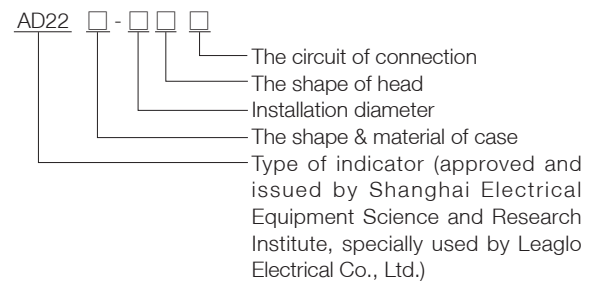 AD22 □ - □ □ □
The circuit of connection
The shape of head
Installation diameter
The shape & material of case
Type of indicator (approved and
issued by Shanghai Electrical
Equipment Science and Research
Institute, specially used by Leaglo
Electrical Co., Ltd.)